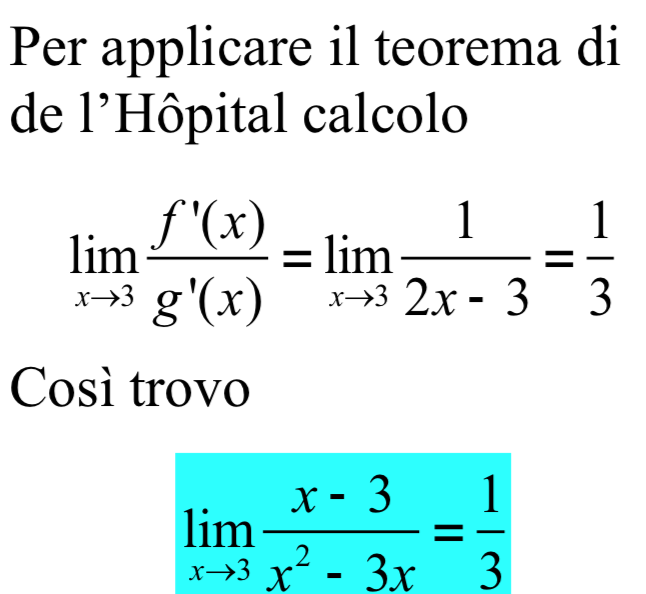 Per applicare il teorema di
de l’Hôpital calcolo
lim x→3 f'(x)/g'(x) = lim x→3 1/(2x - 3) = 1/3
Così trovo
lim x→3 (x - 3)/(x² - 3x) = 1/3